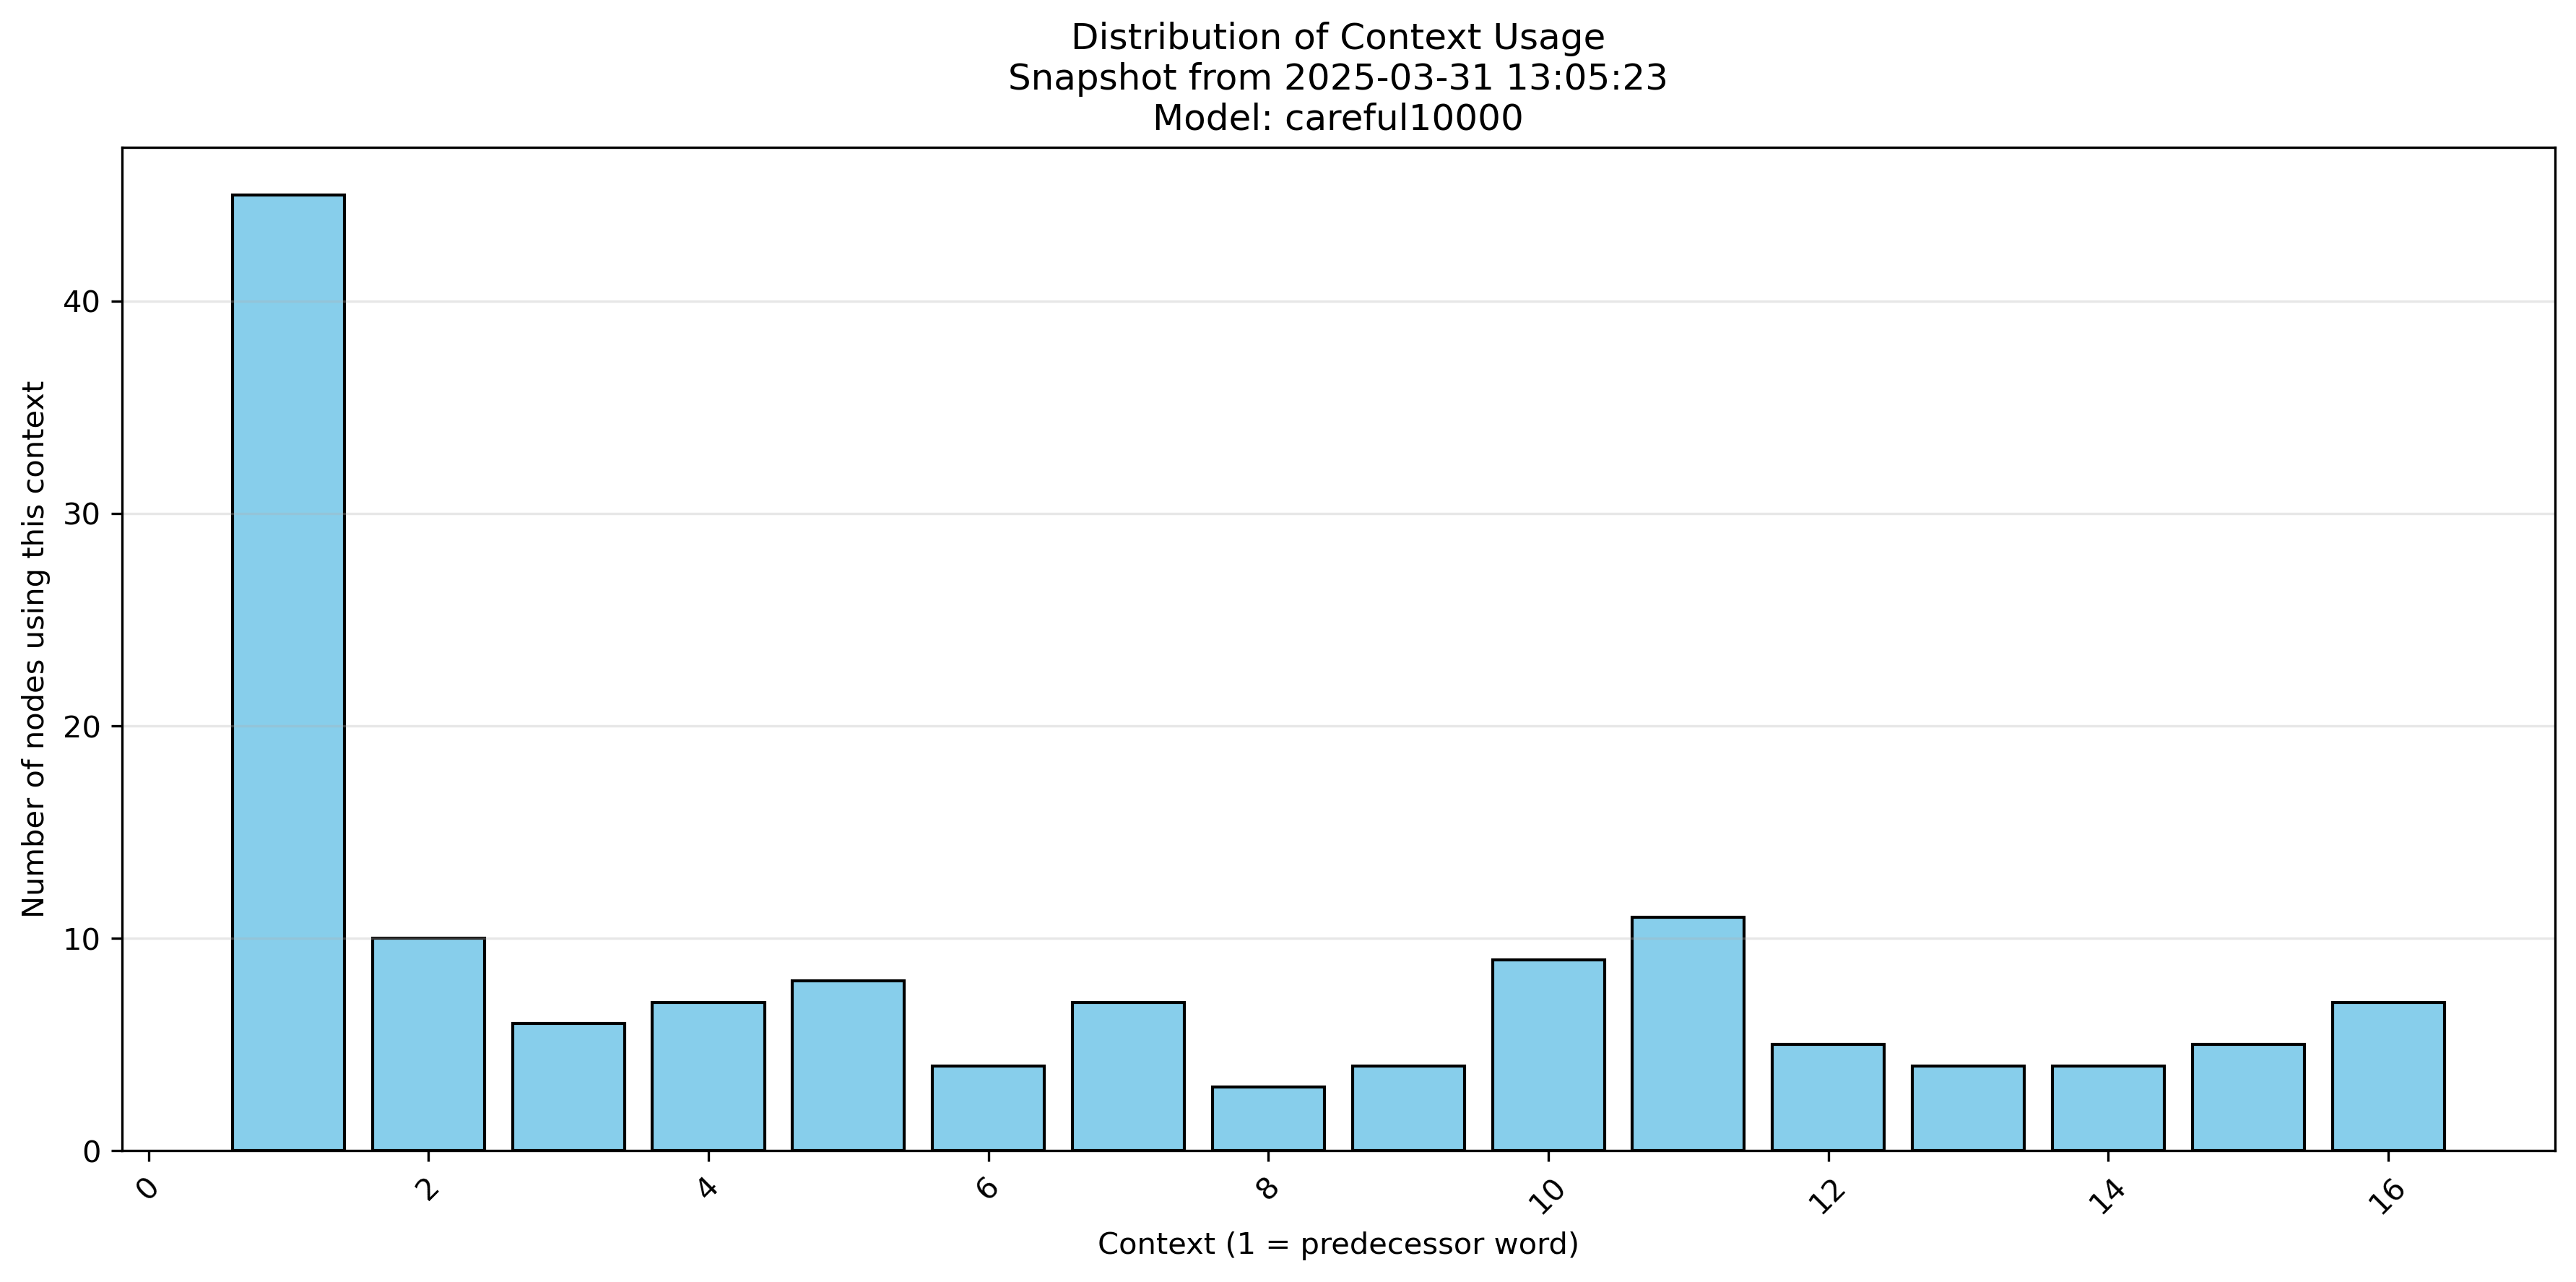 Distribution of Context Usage
Snapshot from 2025-03-31 13:05:23
Model: careful10000
Number of nodes using this context
40
30
20
10
0
0 2 4 6 8 10 12 14 16
Context (1 = predecessor word)